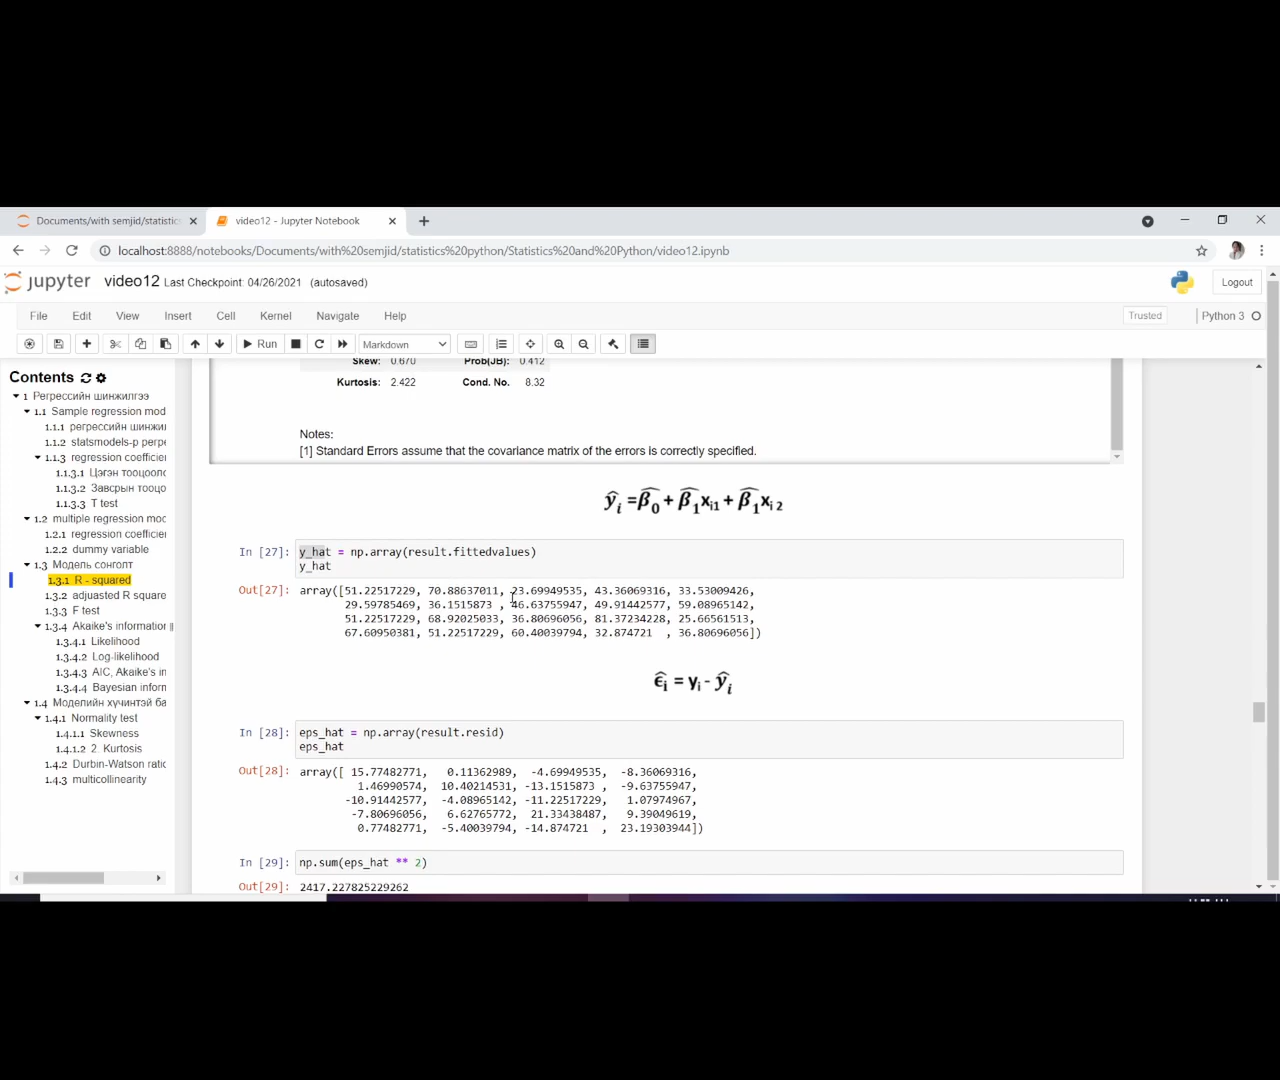 Documents/with semjid/statistic
video12 - Jupyter Notebook
localhost:8888/notebooks/Documents/with%20semjid/statistics%20python/Statistics%20and%20Python/video12.ipynb
jupyter video12 Last Checkpoint: 04/26/2021 (autosaved)
Logout
File Edit View Insert Cell Kernel Navigate Help
Trusted
Python 3
Run
Markdown
Contents
1 Регрессийн шинжилгээ
1.1 Sample regression mod
1.1.1 регрессийн шинжи
1.1.2 statsmodels-р регр
1.1.3 regression coefficie
1.1.3.1 Цэгэн тооцоол
1.1.3.2 Завсрын тооцо
1.1.3.3 T test
1.2 multiple regression moc
1.2.1 regression coefficie
1.2.2 dummy variable
1.3 Модель сонголт
1.3.1 R - squared
1.3.2 adjuasted R square
1.3.3 F test
1.3.4 Akaike's information
1.3.4.1 Likelihood
1.3.4.2 Log-likelihood
1.3.4.3 AIC, Akaike's in
1.3.4.4 Bayesian inforn
1.4 Моделийн хүчинтэй ба
1.4.1 Normality test
1.4.1.1 Skewness
1.4.1.2 2. Kurtosis
1.4.2 Durbin-Watson ratio
1.4.3 multicollinearity
Skew: 0.670 Prob(JB): 0.412
Kurtosis: 2.422 Cond. No. 8.32
Notes:
[1] Standard Errors assume that the covariance matrix of the errors is correctly specified.
ŷi = β̂0 + β̂1xi1 + β̂1xi2
In [27]: y_hat = np.array(result.fittedvalues)
y_hat
Out[27]: array([51.22517229, 70.88637011, 23.69949535, 43.36069316, 33.53009426,
29.59785469, 36.1515873 , 46.63755947, 49.91442577, 59.08965142,
51.22517229, 68.92025033, 36.80696056, 81.37234228, 25.66561513,
67.60950381, 51.22517229, 60.40039794, 32.874721 , 36.80696056])
ϵ̂i = yi - ŷi
In [28]: eps_hat = np.array(result.resid)
eps_hat
Out[28]: array([ 15.77482771, 0.11362989, -4.69949535, -8.36069316,
1.46990574, 10.40214531, -13.1515873 , -9.63755947,
-10.91442577, -4.08965142, -11.22517229, 1.07974967,
-7.80696056, 6.62765772, 21.33438487, 9.39049619,
0.77482771, -5.40039794, -14.874721 , 23.19303944])
In [29]: np.sum(eps_hat ** 2)
Out[29]: 2417.227825229262